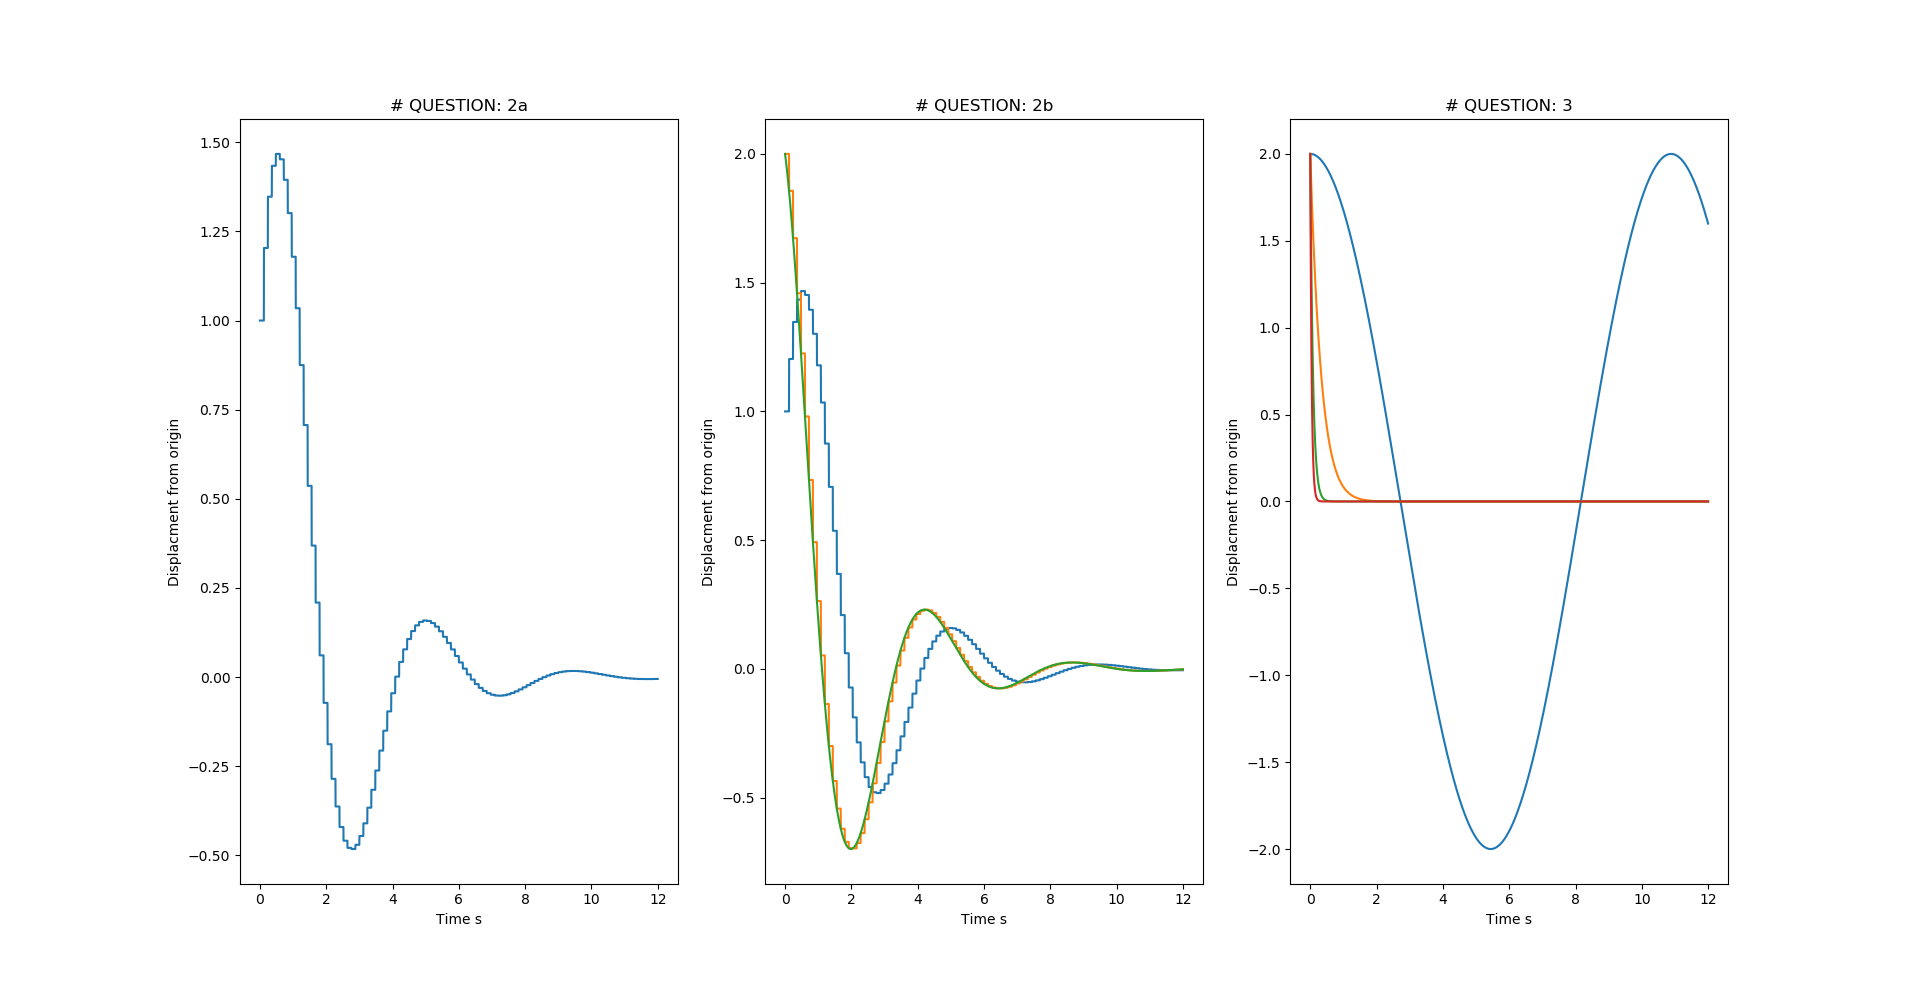 # QUESTION: 2a
1.50
1.25
1.00
0.75
0.50
0.25
0.00
−0.25
−0.50
Displacment from origin
0 2 4 6 8 10 12
Time s
# QUESTION: 2b
2.0
1.5
1.0
0.5
0.0
−0.5
Displacment from origin
0 2 4 6 8 10 12
Time s
# QUESTION: 3
2.0
1.5
1.0
0.5
0.0
−0.5
−1.0
−1.5
−2.0
Displacment from origin
0 2 4 6 8 10 12
Time s